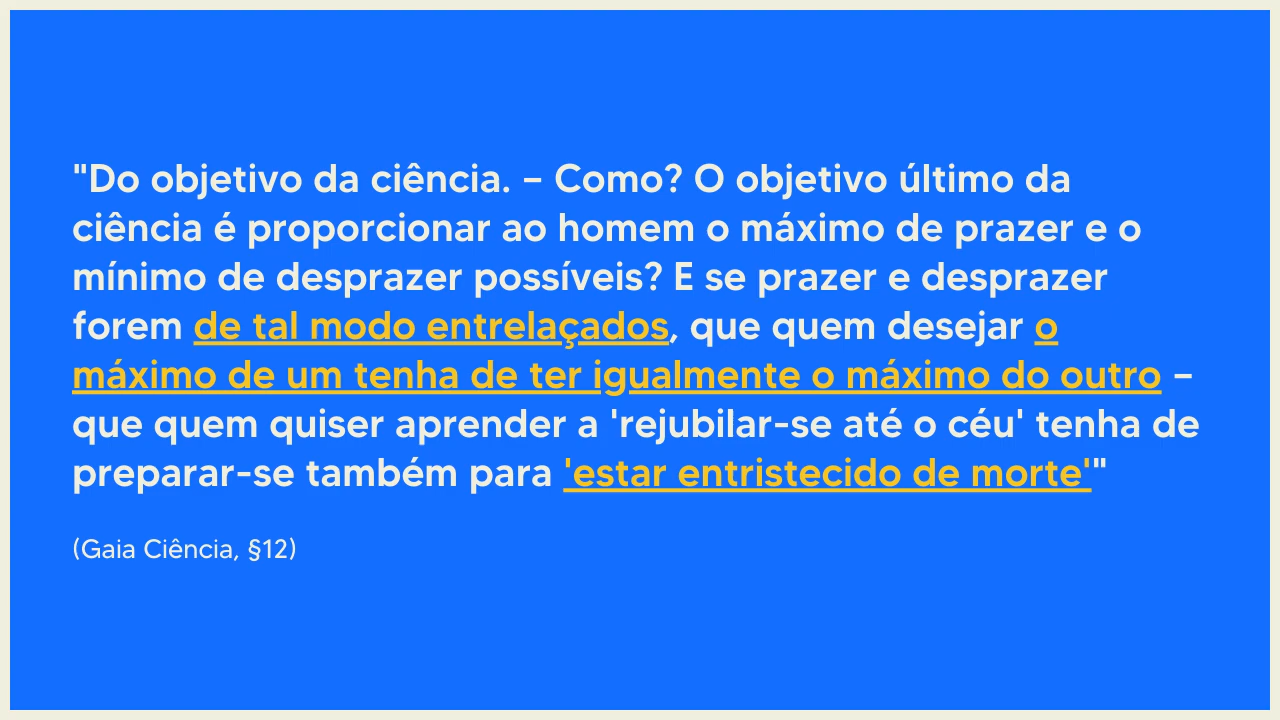 "Do objetivo da ciência. – Como? O objetivo último da
ciência é proporcionar ao homem o máximo de prazer e o
mínimo de desprazer possíveis? E se prazer e desprazer
forem de tal modo entrelaçados, que quem desejar o
máximo de um tenha de ter igualmente o máximo do outro –
que quem quiser aprender a 'rejubilar-se até o céu' tenha de
preparar-se também para 'estar entristecido de morte'"
(Gaia Ciência, §12)